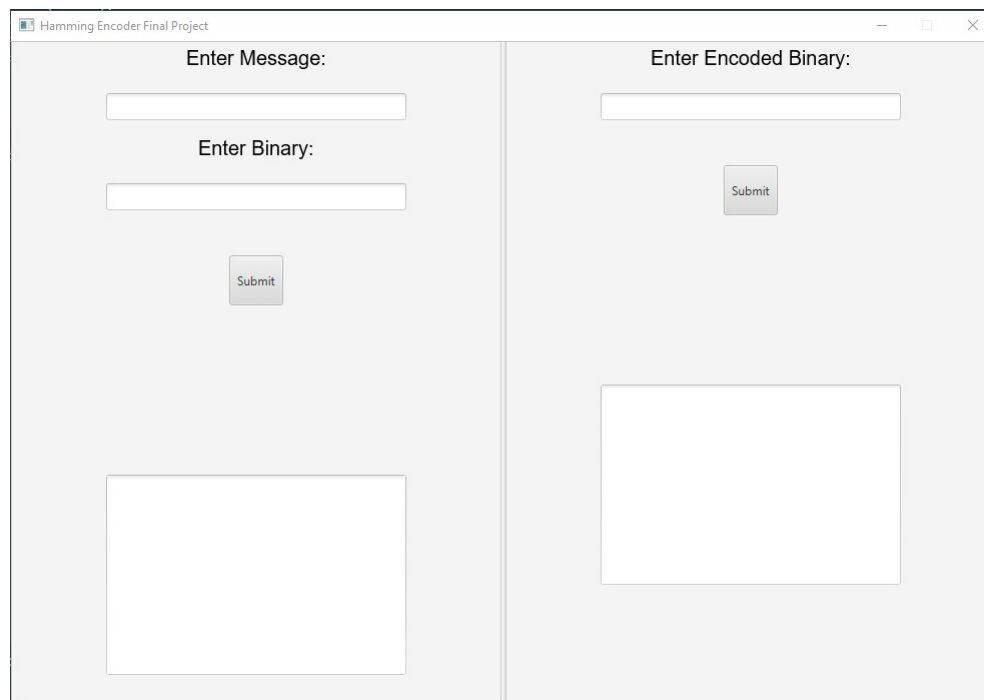 Hamming Encoder Final Project
Enter Message:
Enter Binary:
Submit
Enter Encoded Binary:
Submit